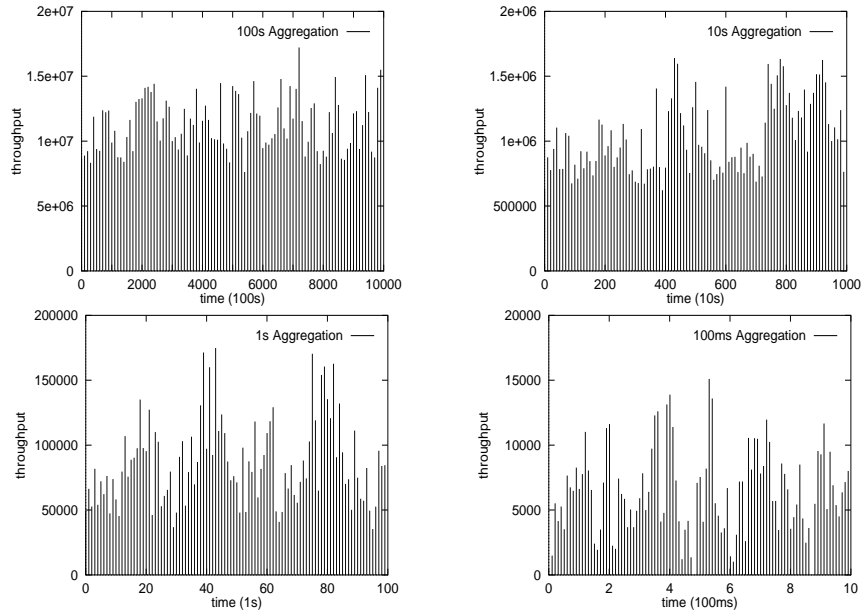 2e+07
100s Aggregation
1.5e+07
throughput
1e+07
5e+06
0
0 2000 4000 6000 8000 10000
time (100s)
2e+06
10s Aggregation
1.5e+06
throughput
1e+06
500000
0
0 200 400 600 800 1000
time (10s)
200000
1s Aggregation
150000
throughput
100000
50000
0
0 20 40 60 80 100
time (1s)
20000
100ms Aggregation
15000
throughput
10000
5000
0
0 2 4 6 8 10
time (100ms)